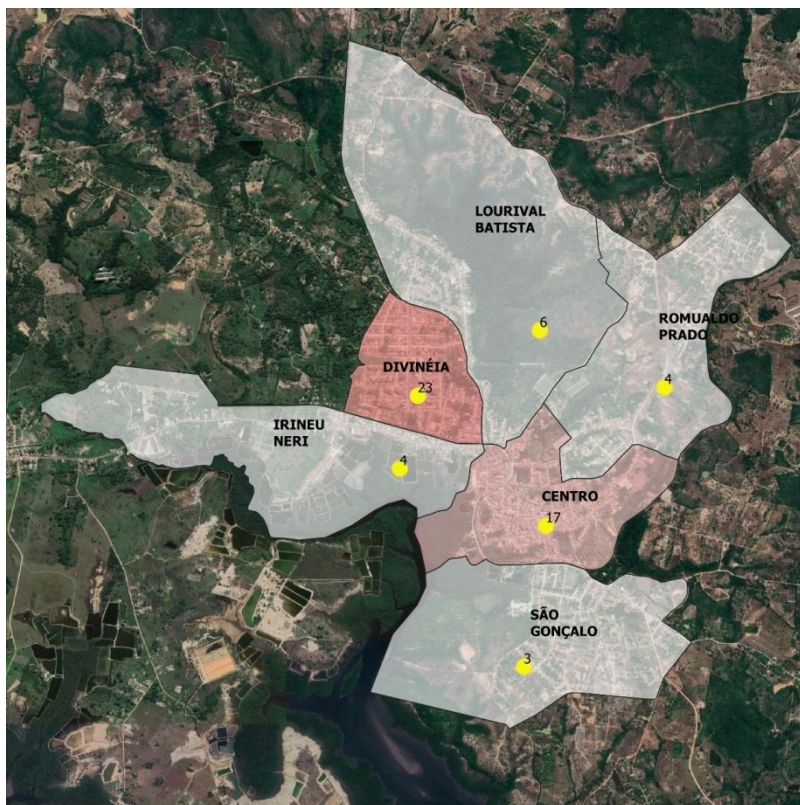 LOURIVAL
BATISTA
6
ROMUALDO
PRADO
4
DIVINÉIA
23
IRINEU
NERI
4
CENTRO
17
SÃO
GONÇALO
3